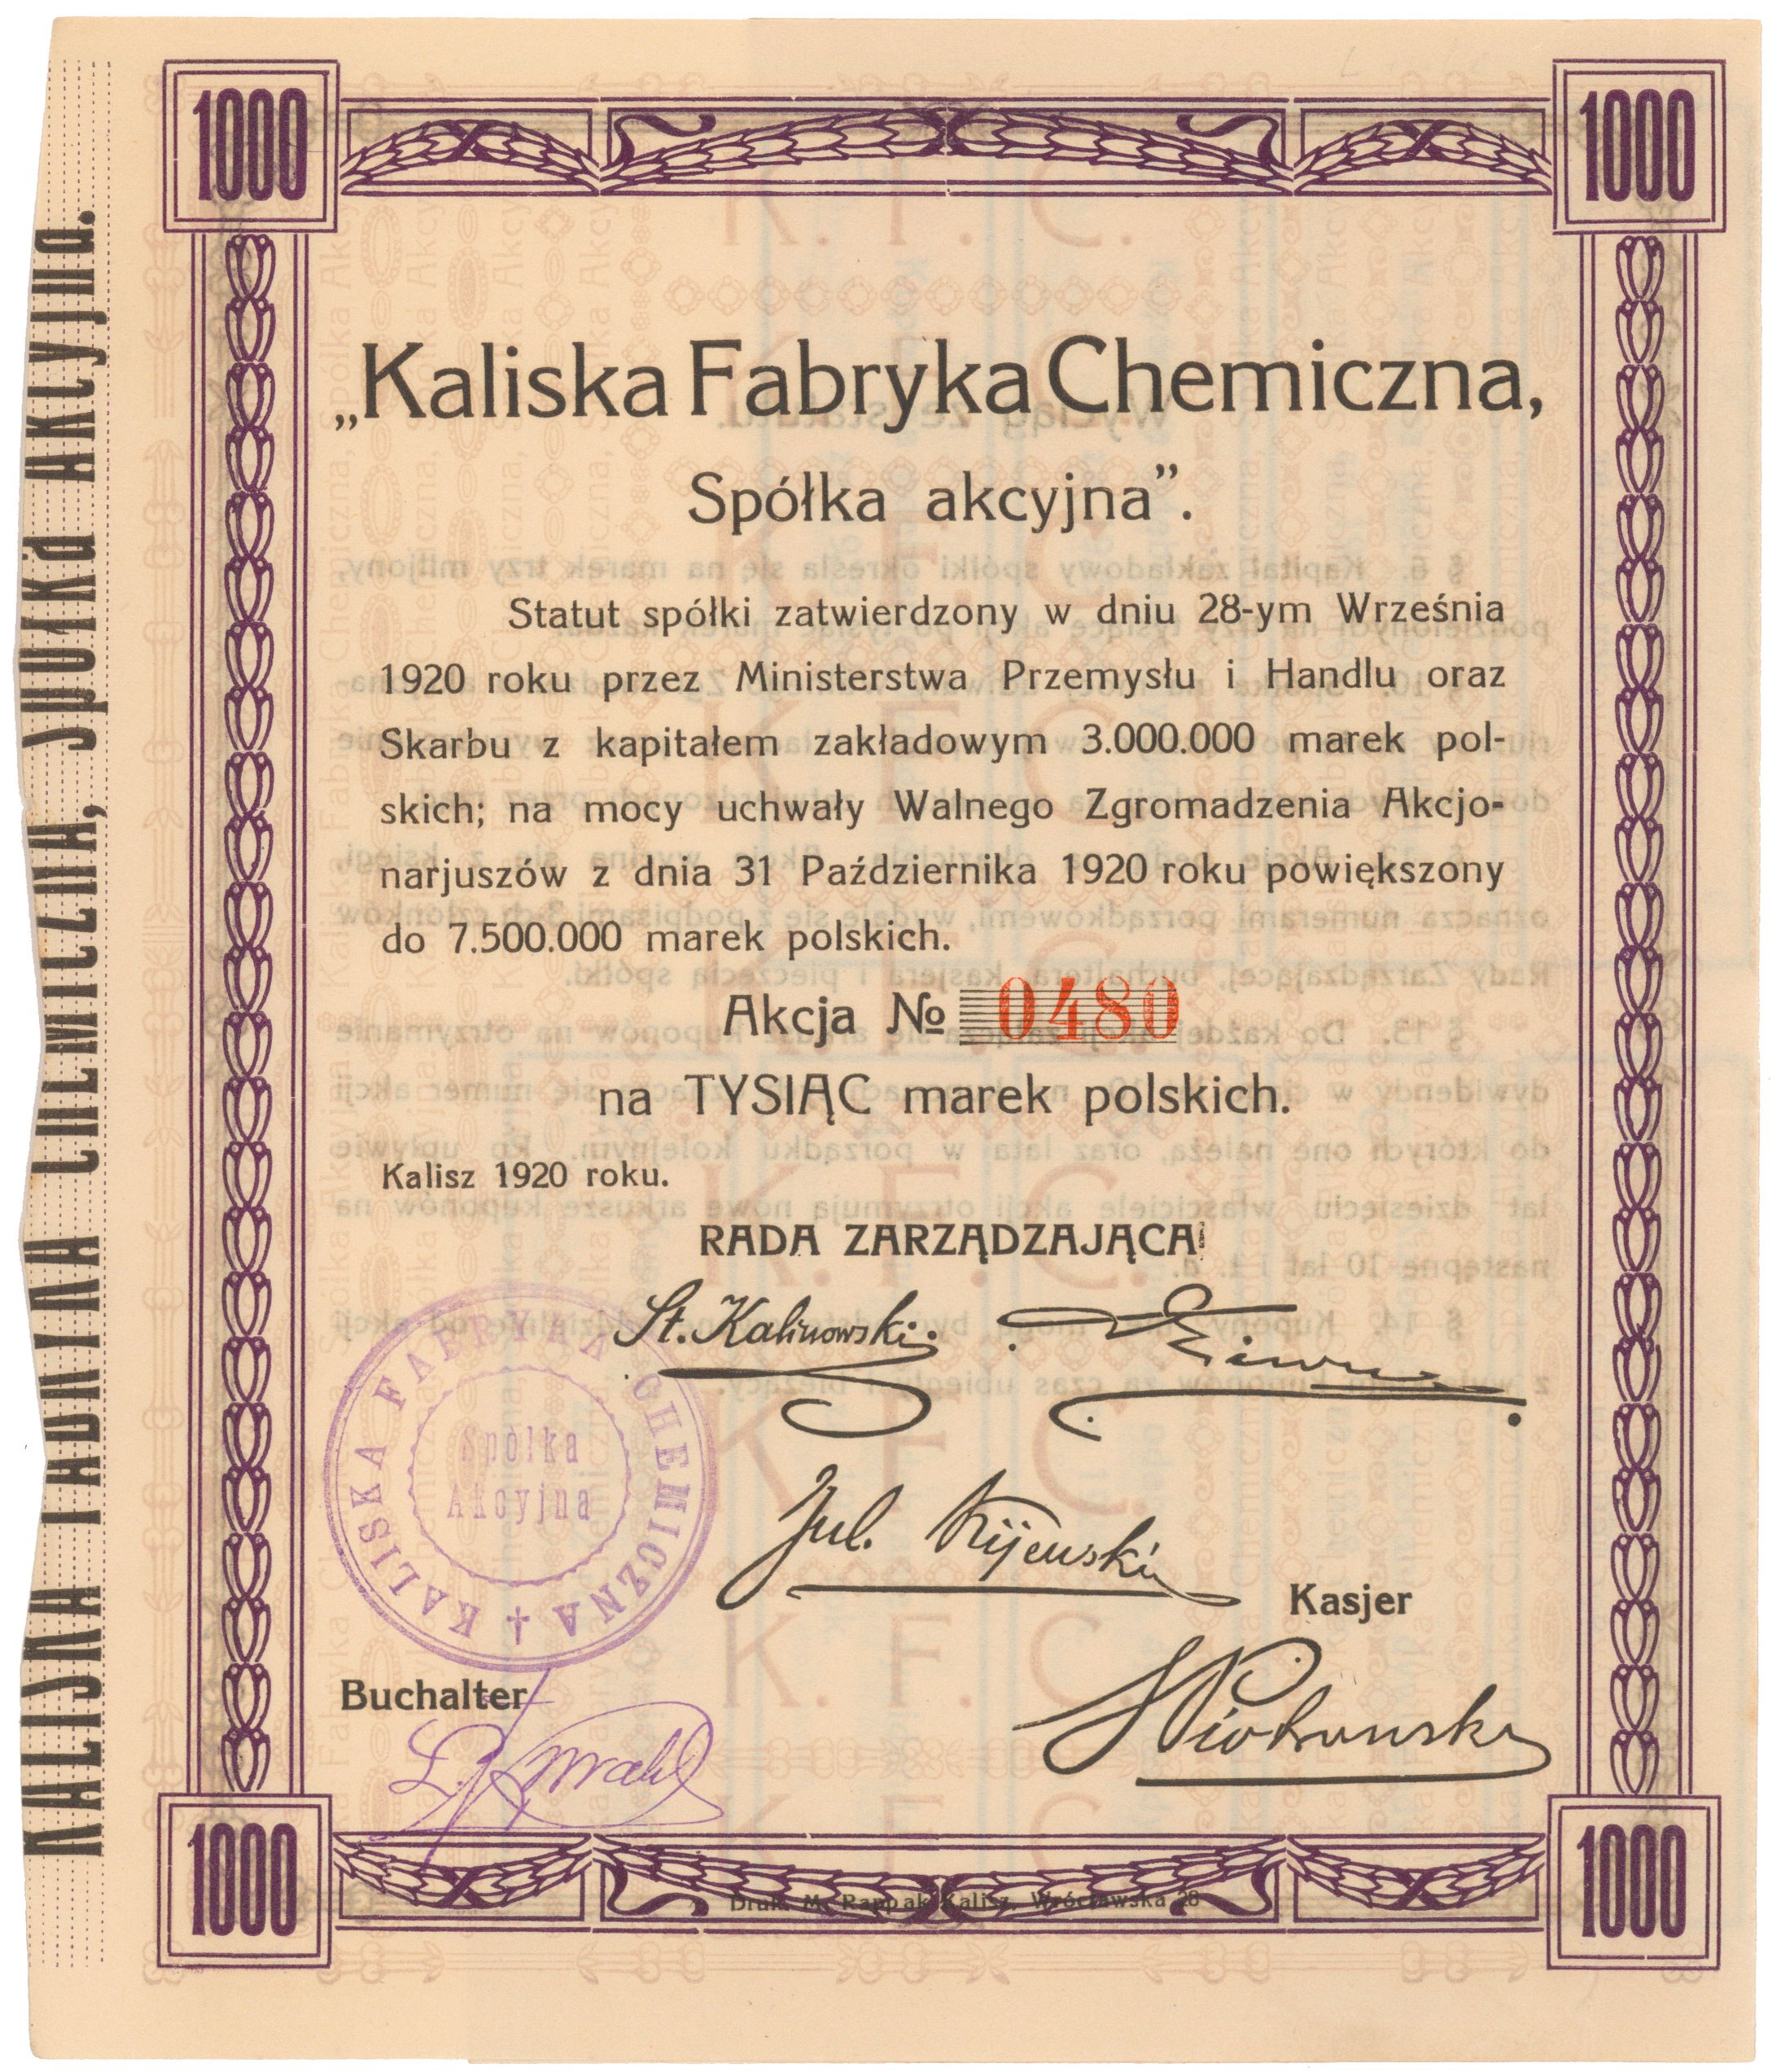 1000
1000
KALISKA FABRYKA CHEMICZNA, Spółka akcyjna.
„Kaliska Fabryka Chemiczna,
Spółka akcyjna”.
Statut spółki zatwierdzony w dniu 28-ym Września
1920 roku przez Ministerstwa Przemysłu i Handlu oraz
Skarbu z kapitałem zakładowym 3.000.000 marek pol-
skich; na mocy uchwały Walnego Zgromadzenia Akcjo-
narjuszów z dnia 31 Października 1920 roku powiększony
do 7.500.000 marek polskich.
Akcja № 0480
na TYSIĄC marek polskich.
Kalisz 1920 roku.
RADA ZARZĄDZAJĄCA
St. Kalinowski.
Jul. Kijewski
KALISKA FABRYKA CHEMICZNA
Spółka
Akcyjna
Kasjer
Piotrowski
Buchalter
1000
1000
Druk. M. Rappak Kalisz, Wrocławska 28
K. F. C.
K. F. C.
K. F. C.
K. F. C.
K. F. C.
K. F. C.
K. F. C.
K. F. C.